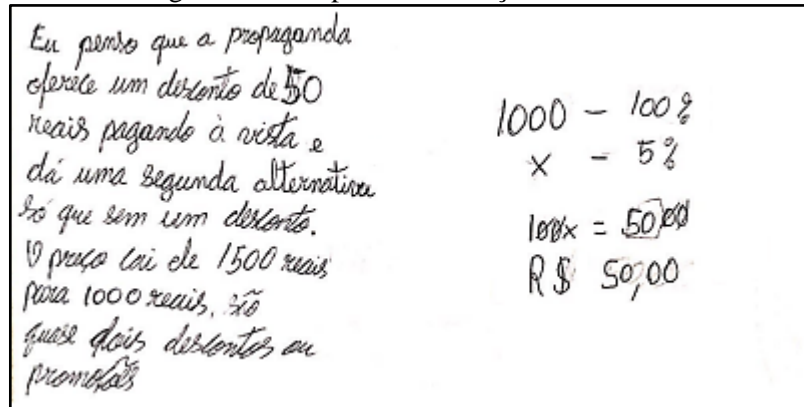 Eu penso que a propaganda
oferece um desconto de 50
reais pagando à vista e
dá uma segunda alternativa
só que sem um desconto.
O preço cai de 1500 reais
para 1000 reais, são
quase dois descontos ou
promoções
1000 - 100%
x - 5%
100x = 5000
R$ 50,00